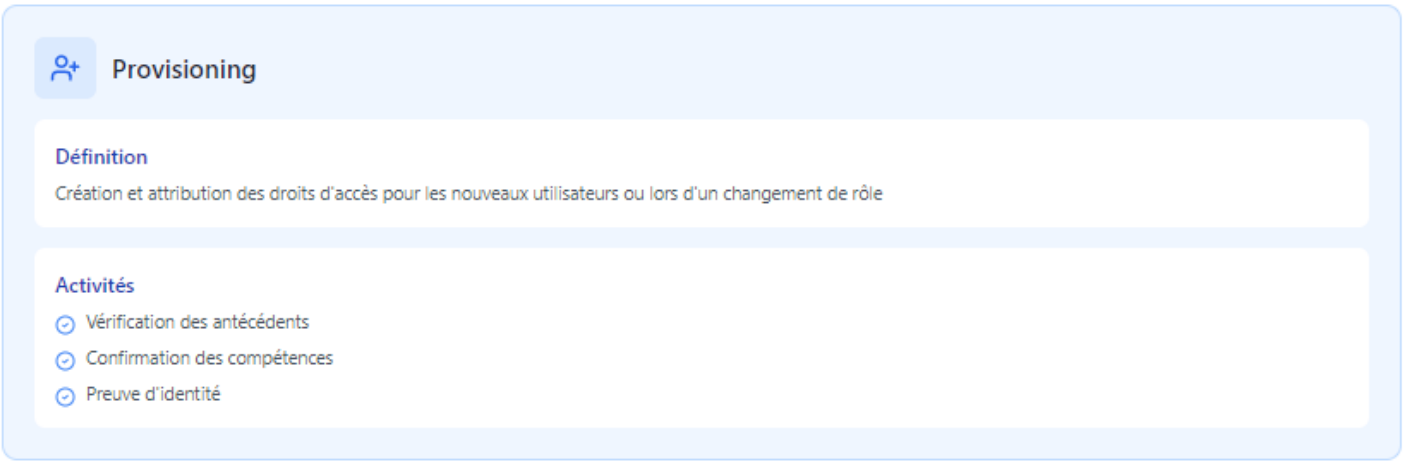 Provisioning
Définition
Création et attribution des droits d'accès pour les nouveaux utilisateurs ou lors d'un changement de rôle
Activités
Vérification des antécédents
Confirmation des compétences
Preuve d'identité